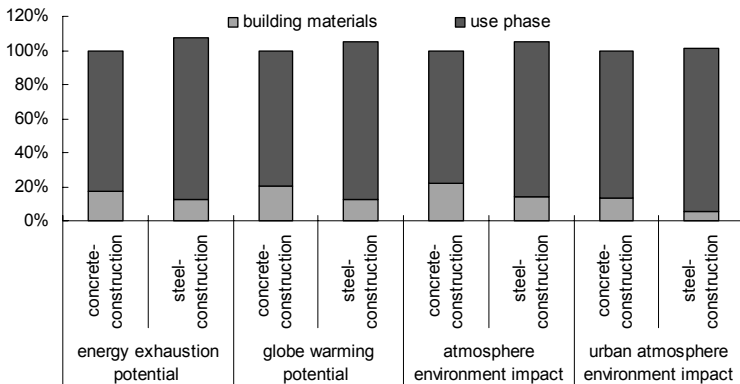 building materials
use phase
120%
100%
80%
60%
40%
20%
0%
concrete-
construction
steel-
construction
concrete-
construction
steel-
construction
concrete-
construction
steel-
construction
concrete-
construction
steel-
construction
energy exhaustion
potential
globe warming
potential
atmosphere
environment impact
urban atmosphere
environment impact